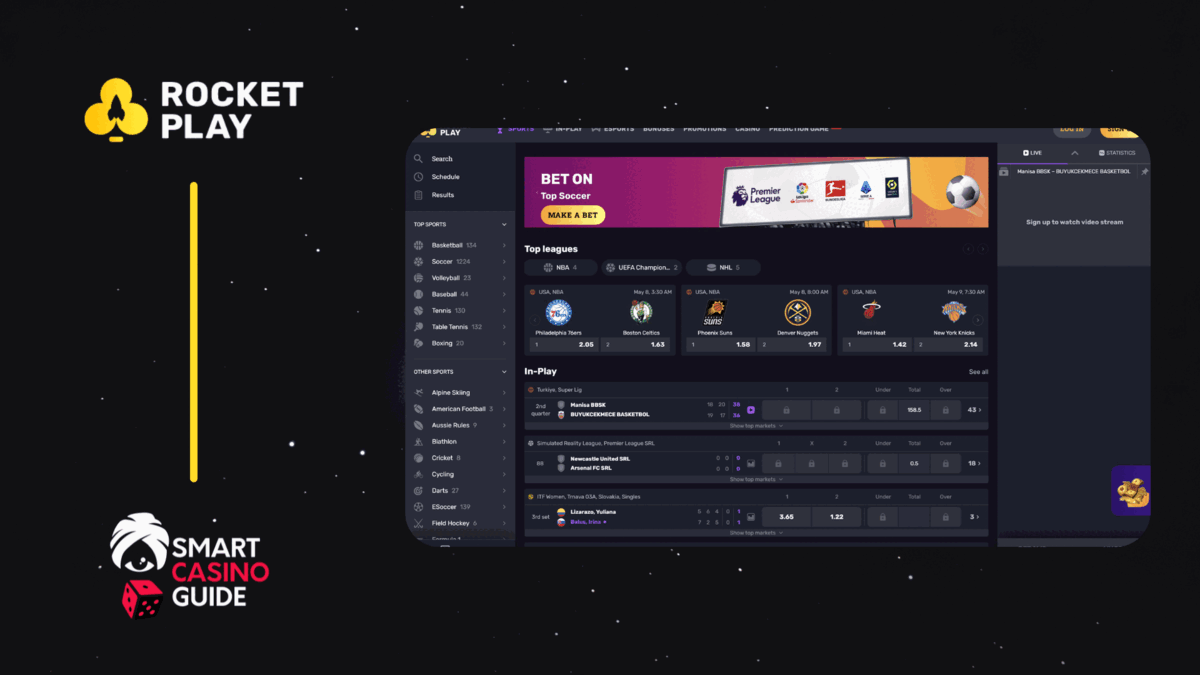 ROCKET
PLAY
SMART
CASINO
GUIDE
PLAY
SPORTS IN-PLAY ESPORTS BONUSES PROMOTIONS CASINO PREDICTION GAME
LOG IN
Search
Schedule
Results
TOP SPORTS
Basketball 134
Soccer 1224
Volleyball 23
Baseball 44
Tennis 130
Table Tennis 132
Boxing 20
OTHER SPORTS
Alpine Skiing
American Football 3
Aussie Rules 9
Biathlon
Cricket 8
Cycling
Darts 27
ESoccer 139
Field Hockey 6
BET ON
Top Soccer
MAKE A BET
Premier
League
Top leagues
NBA 4
UEFA Champion... 2
NHL 5
USA, NBA May 6, 3:30 AM
Philadelphia 76ers Boston Celtics
1 2.05 2 1.63
USA, NBA May 8, 8:00 AM
SUNS
Phoenix Suns Denver Nuggets
1 1.58 2 1.97
USA, NBA May 9, 7:30 AM
Miami Heat New York Knicks
1 1.42 2 2.14
In-Play See all
Turkiye, Super Lig 1 2 Under Total Over
2nd quarter
Manisa BBSK 16 20 36
BUYUKCEKMECE BASKETBOL 19 17 36
158.5 43
Show top markets
Simulated Reality League, Premier League SRL 1 X 2 Under Total Over
Newcastle United SRL 0 0 0
Arsenal FC SRL 0 0 0
0.5 18
Show top markets
ITF Women, Trnava 03A, Slovakia, Singles 1 2 Under Total Over
3rd set
Lizarazo, Yuliana 5 6 4 0 1
7 2 5 0 1
3.65 1.22 3
Show top markets
LIVE STATISTICS
Manisa BBSK - BUYUKCEKMECE BASKETBOL
Sign up to watch video stream